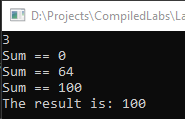 D:\Projects\CompiledLabs\La
3
Sum == 0
Sum == 64
Sum == 100
The result is: 100